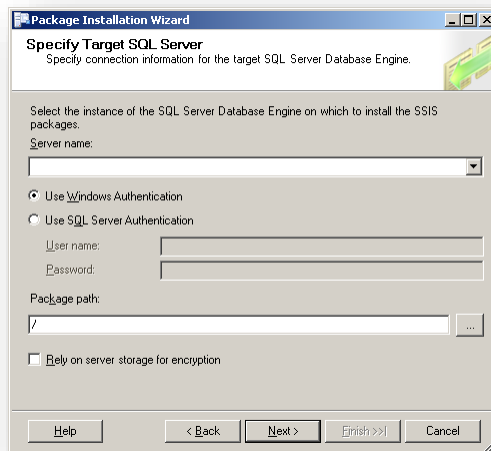 Package Installation Wizard
Specify Target SQL Server
Specify connection information for the target SQL Server Database Engine.
Select the instance of the SQL Server Database Engine on which to install the SSIS
packages.
Server name:
Use Windows Authentication
Use SQL Server Authentication
User name:
Password:
Package path:
/
...
Rely on server storage for encryption
Help
< Back
Next >
Finish >>|
Cancel